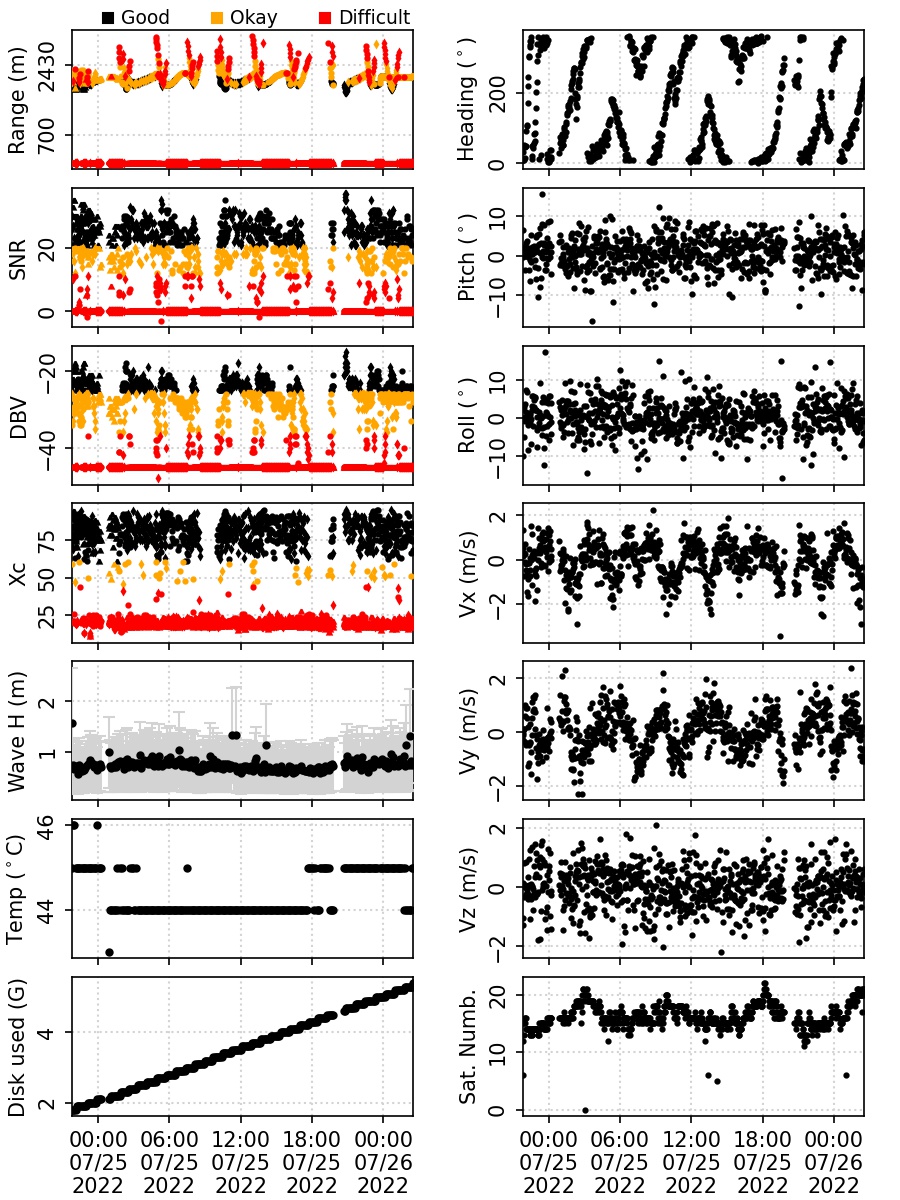 Good Okay Difficult
Range (m)
2430
700
SNR
20
0
DBV
−20
−40
Xc
75
50
25
Wave H (m)
2
1
Temp (°C)
46
44
Disk used (G)
4
2
00:00 06:00 12:00 18:00 00:00
07/25 07/25 07/25 07/25 07/26
2022 2022 2022 2022 2022
Heading (°)
200
0
Pitch (°)
10
0
−10
Roll (°)
10
0
−10
Vx (m/s)
2
0
−2
Vy (m/s)
2
0
−2
Vz (m/s)
2
0
−2
Sat. Numb.
20
10
0
00:00 06:00 12:00 18:00 00:00
07/25 07/25 07/25 07/25 07/26
2022 2022 2022 2022 2022